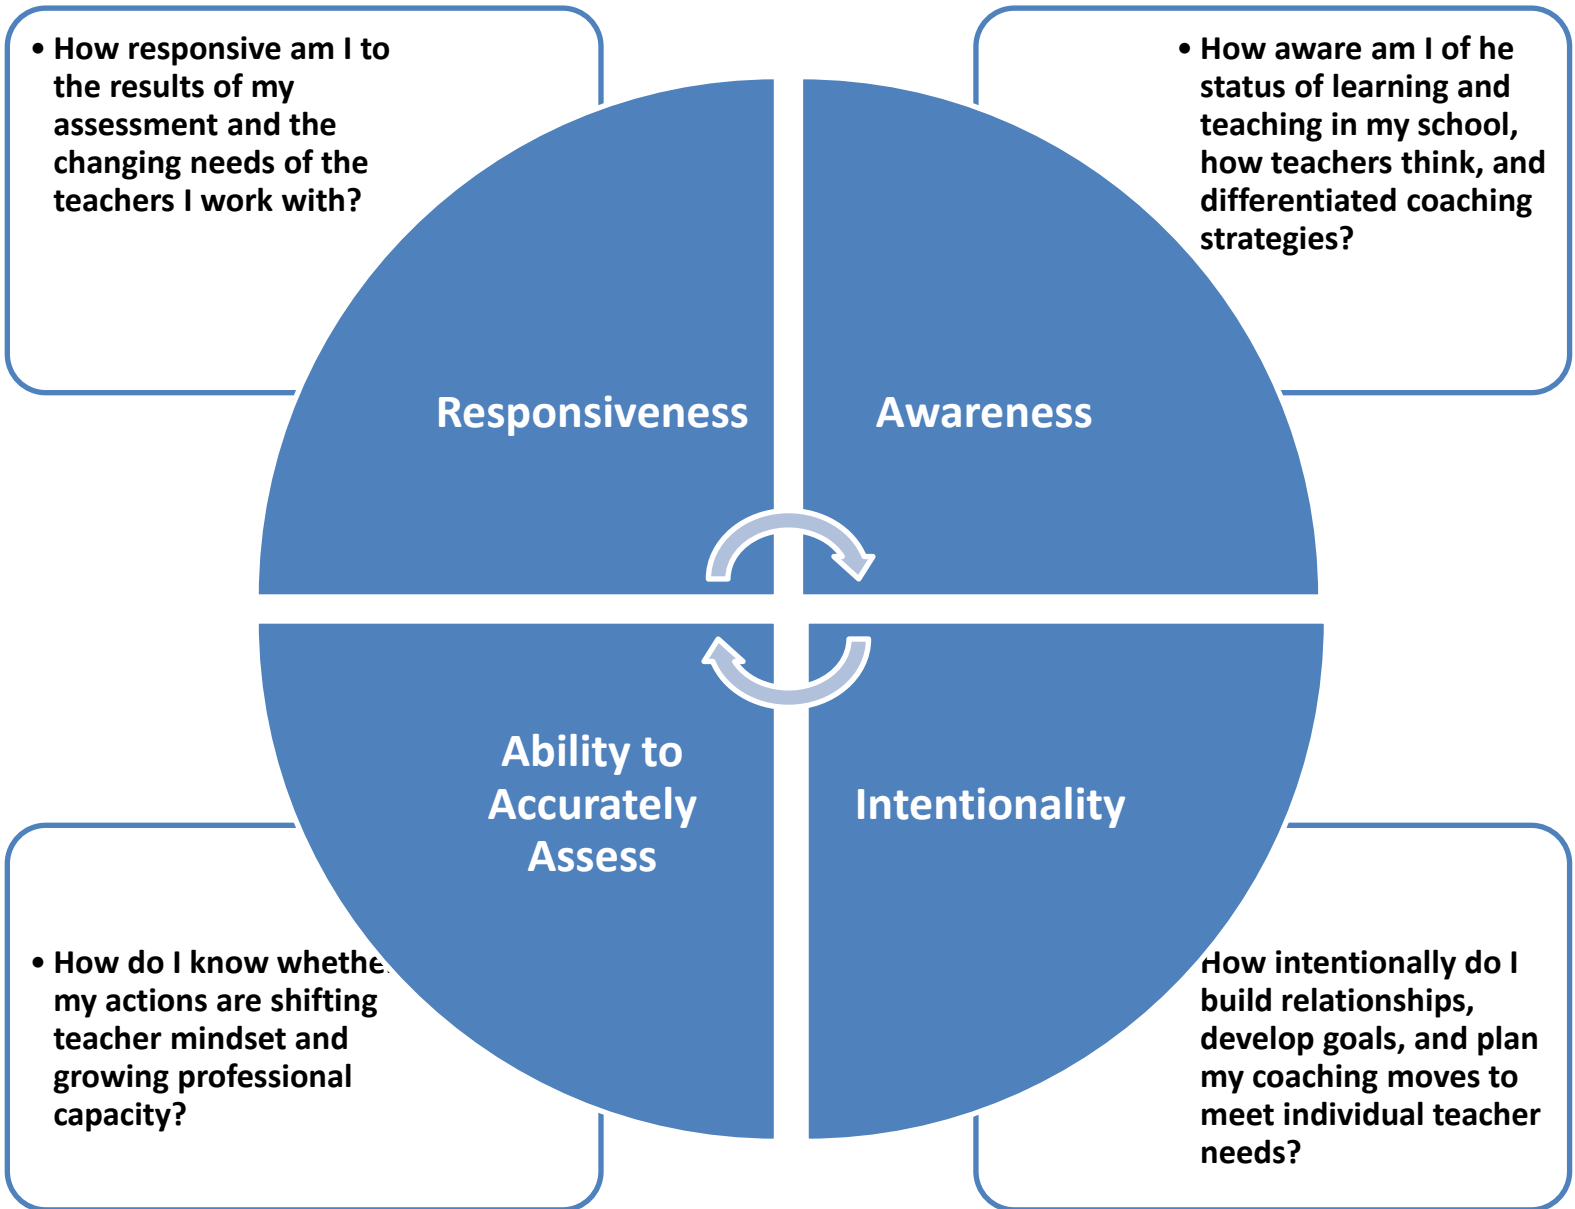 • How responsive am I to
the results of my
assessment and the
changing needs of the
teachers I work with?
• How aware am I of he
status of learning and
teaching in my school,
how teachers think, and
differentiated coaching
strategies?
Responsiveness
Awareness
Ability to
Accurately
Assess
Intentionality
• How do I know whethe
my actions are shifting
teacher mindset and
growing professional
capacity?
How intentionally do I
build relationships,
develop goals, and plan
my coaching moves to
meet individual teacher
needs?